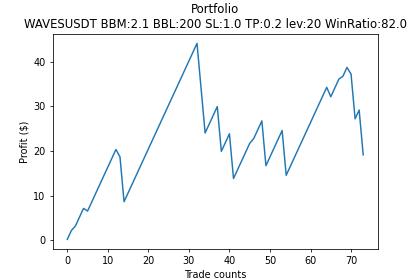 Portfolio
WAVESUSDT BBM:2.1 BBL:200 SL:1.0 TP:0.2 lev:20 WinRatio:82.0
Profit ($)
40
30
20
10
0
0 10 20 30 40 50 60 70
Trade counts